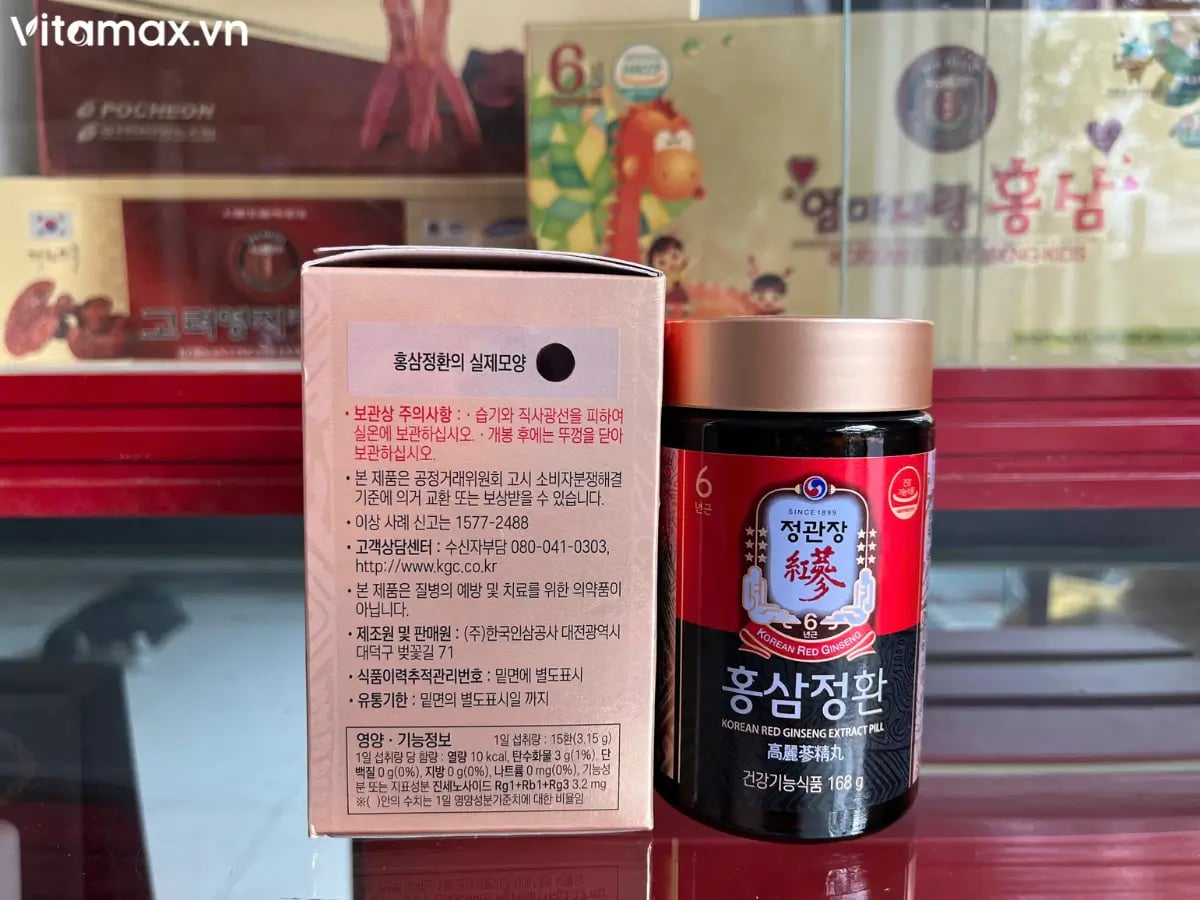 Vitamax.vn
6 POCHEON
6
홍삼
홍삼정환의 실제모양
• 보관상 주의사항 : · 습기와 직사광선을 피하여
실온에 보관하십시오. · 개봉 후에는 뚜껑을 닫아
보관하십시오.
• 본 제품은 공정거래위원회 고시 소비자분쟁해결
기준에 의거 교환 또는 보상받을 수 있습니다.
• 이상 사례 신고는 1577-2488
• 고객상담센터 : 수신자부담 080-041-0303,
http://www.kgc.co.kr
• 본 제품은 질병의 예방 및 치료를 위한 의약품이
아닙니다.
• 제조원 및 판매원 : (주)한국인삼공사 대전광역시
대덕구 벚꽃길 71
• 식품이력추적관리번호 : 밑면에 별도표시
• 유통기한 : 밑면의 별도표시일 까지
영양 · 기능정보 1일 섭취량 : 15환(3.15 g)
1일 섭취량 당 함량 : 열량 10 kcal, 탄수화물 3 g(1%), 단
백질 0 g(0%), 지방 0 g(0%), 나트륨 0 mg(0%), 기능성
분 또는 지표성분 진세노사이드 Rg1+Rb1+Rg3 3.2 mg
※( )안의 수치는 1일 영양성분기준치에 대한 비율임
6
년근
건강
기능식품
SINCE 1899
정관장
紅蔘
6
년근
KOREAN RED GINSENG
홍삼정환
KOREAN RED GINSENG EXTRACT PILL
高麗蔘精丸
건강기능식품 168 g